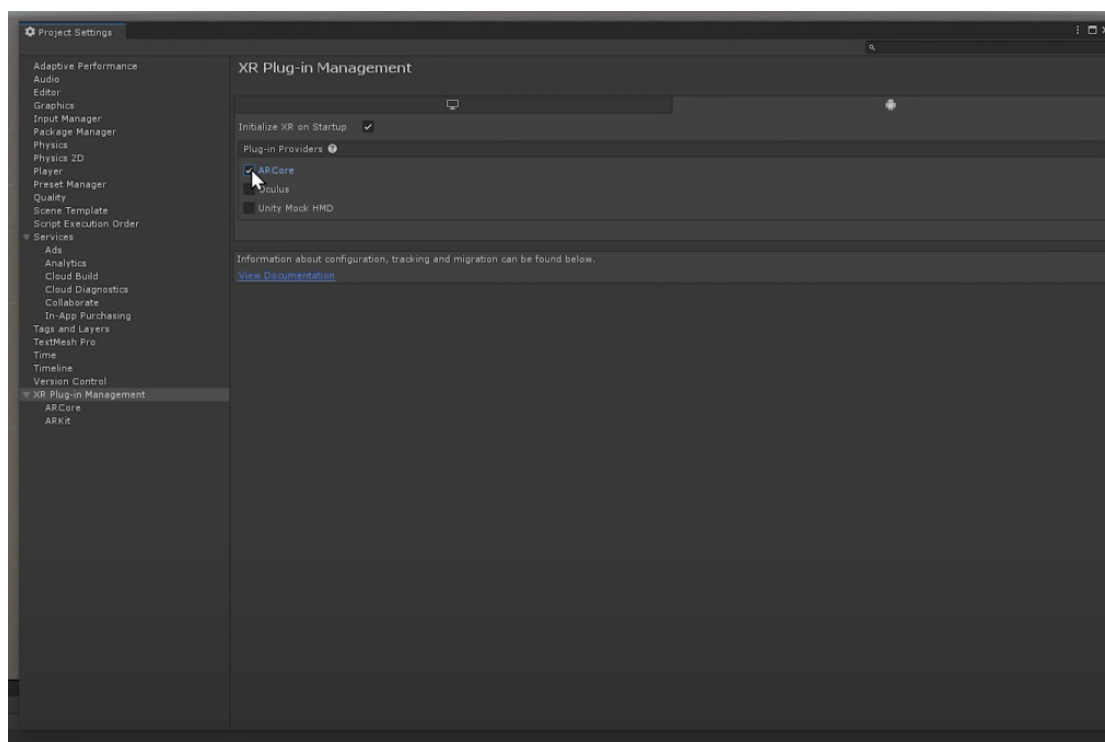 Project Settings
Adaptive Performance
Audio
Editor
Graphics
Input Manager
Package Manager
Physics
Physics 2D
Player
Preset Manager
Quality
Scene Template
Script Execution Order
Services
Ads
Analytics
Cloud Build
Cloud Diagnostics
Collaborate
In-App Purchasing
Tags and Layers
TextMesh Pro
Time
Timeline
Version Control
XR Plug-in Management
ARCore
ARKit
XR Plug-in Management
Initialize XR on Startup
Plug-in Providers
ARCore
Oculus
Unity Mock HMD
Information about configuration, tracking and migration can be found below.
View Documentation